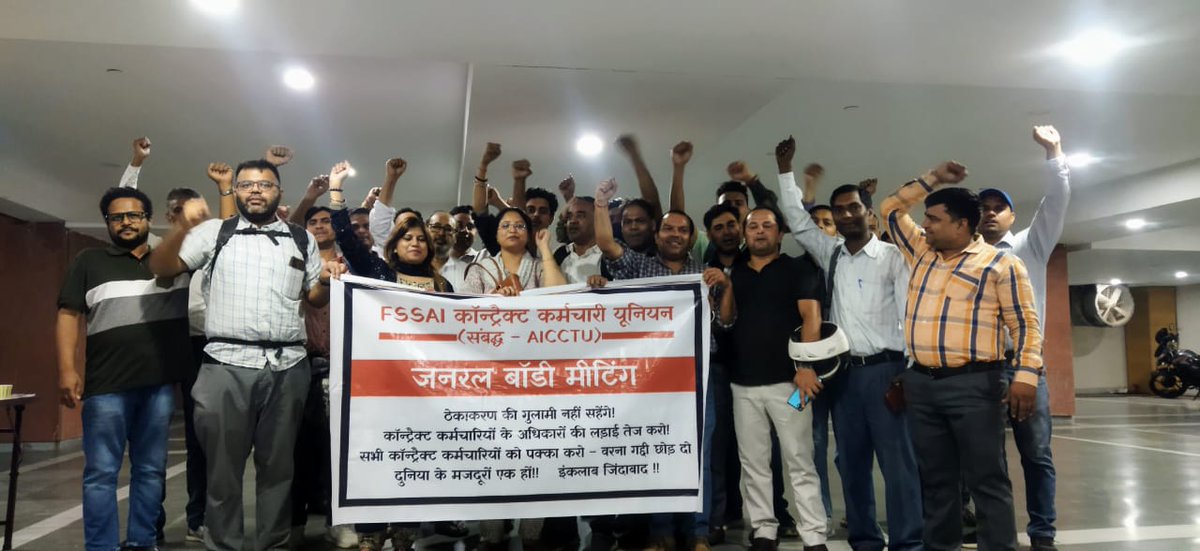 FSSAI कॉन्ट्रैक्ट कर्मचारी यूनियन
(संबद्ध - AICCTU)
जनरल बॉडी मीटिंग
ठेकाकरण की गुलामी नहीं सहेंगे!
कॉन्ट्रैक्ट कर्मचारियों के अधिकारों की लड़ाई तेज करो!
सभी कॉन्ट्रैक्ट कर्मचारियों को पक्का करो - वरना गद्दी छोड़ दो
दुनिया के मजदूरों एक हों!! इंकलाब जिंदाबाद !!